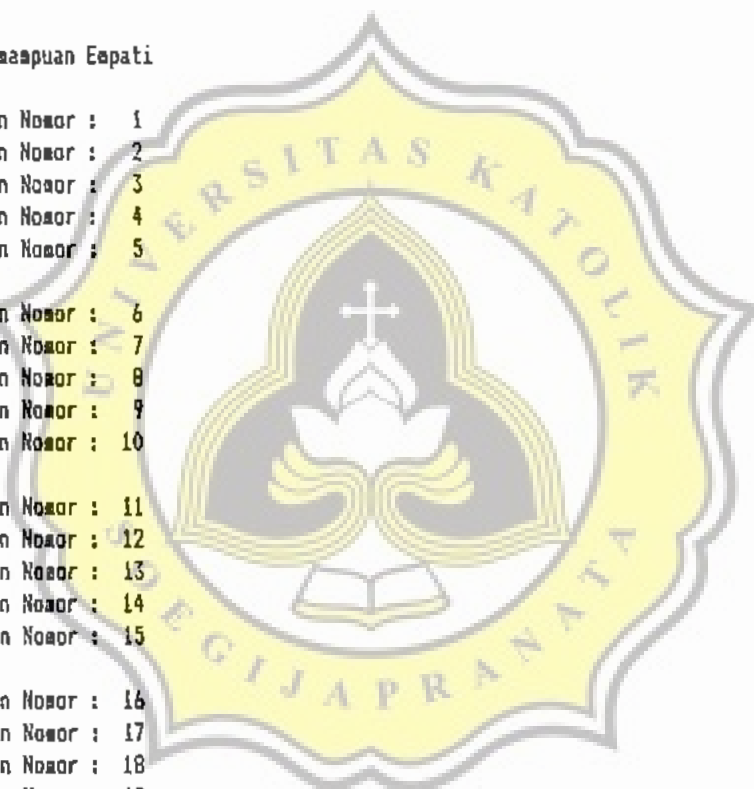 Empati
n Nomor : 1
n Nomor : 2
n Nomor : 3
n Nomor : 4
n Nomor : 5
n Nomor : 6
n Nomor : 7
n Nomor : 8
n Nomor : 9
n Nomor : 10
n Nomor : 11
n Nomor : 12
n Nomor : 13
n Nomor : 14
n Nomor : 15
n Nomor : 16
n Nomor : 17
n Nomor : 18
UNIVERSITAS KATOLIK
SOEGIJAPRANATA